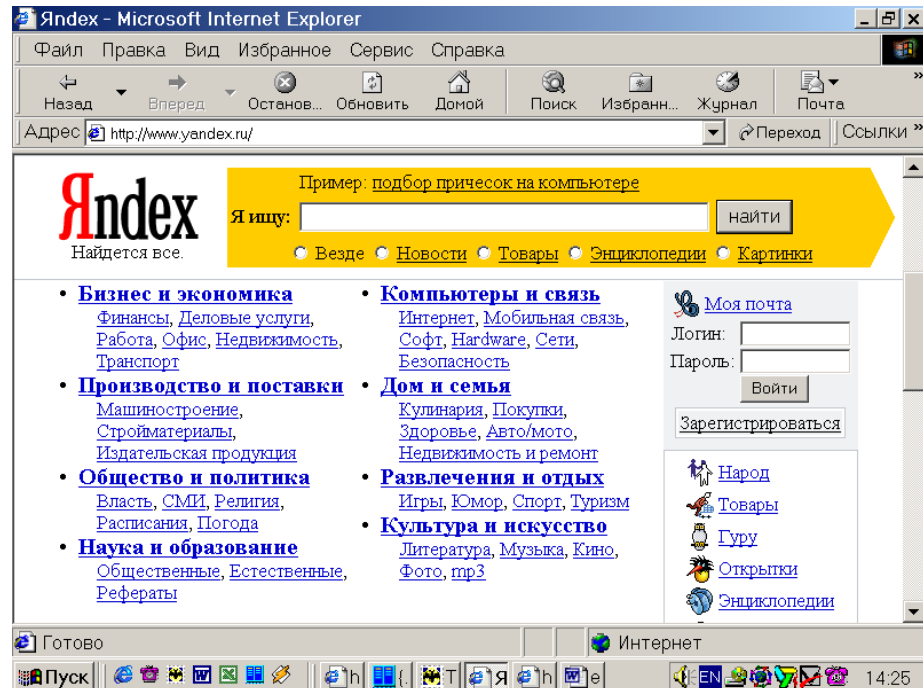 Яndex - Microsoft Internet Explorer
Файл Правка Вид Избранное Сервис Справка
Назад Вперед Останов... Обновить Домой Поиск Избранн... Журнал Почта »
Адрес http://www.yandex.ru/ Переход Ссылки »
Пример: подбор причесок на компьютере
Яndex
Найдется все.
Я ищу: найти
Везде Новости Товары Энциклопедии Картинки
• Бизнес и экономика
Финансы, Деловые услуги,
Работа, Офис, Недвижимость,
Транспорт
• Производство и поставки
Машиностроение,
Стройматериалы,
Издательская продукция
• Общество и политика
Власть, СМИ, Религия,
Расписания, Погода
• Наука и образование
Общественные, Естественные,
Рефераты
• Компьютеры и связь
Интернет, Мобильная связь,
Софт, Hardware, Сети,
Безопасность
• Дом и семья
Кулинария, Покупки,
Здоровье, Авто/мото,
Недвижимость и ремонт
• Развлечения и отдых
Игры, Юмор, Спорт, Туризм
• Культура и искусство
Литература, Музыка, Кино,
Фото, mp3
Моя почта
Логин:
Пароль:
Войти
Зарегистрироваться
Народ
Товары
Гуру
Открытки
Энциклопедии
Готово Интернет
Пуск h {. T Я h e EN 14:25